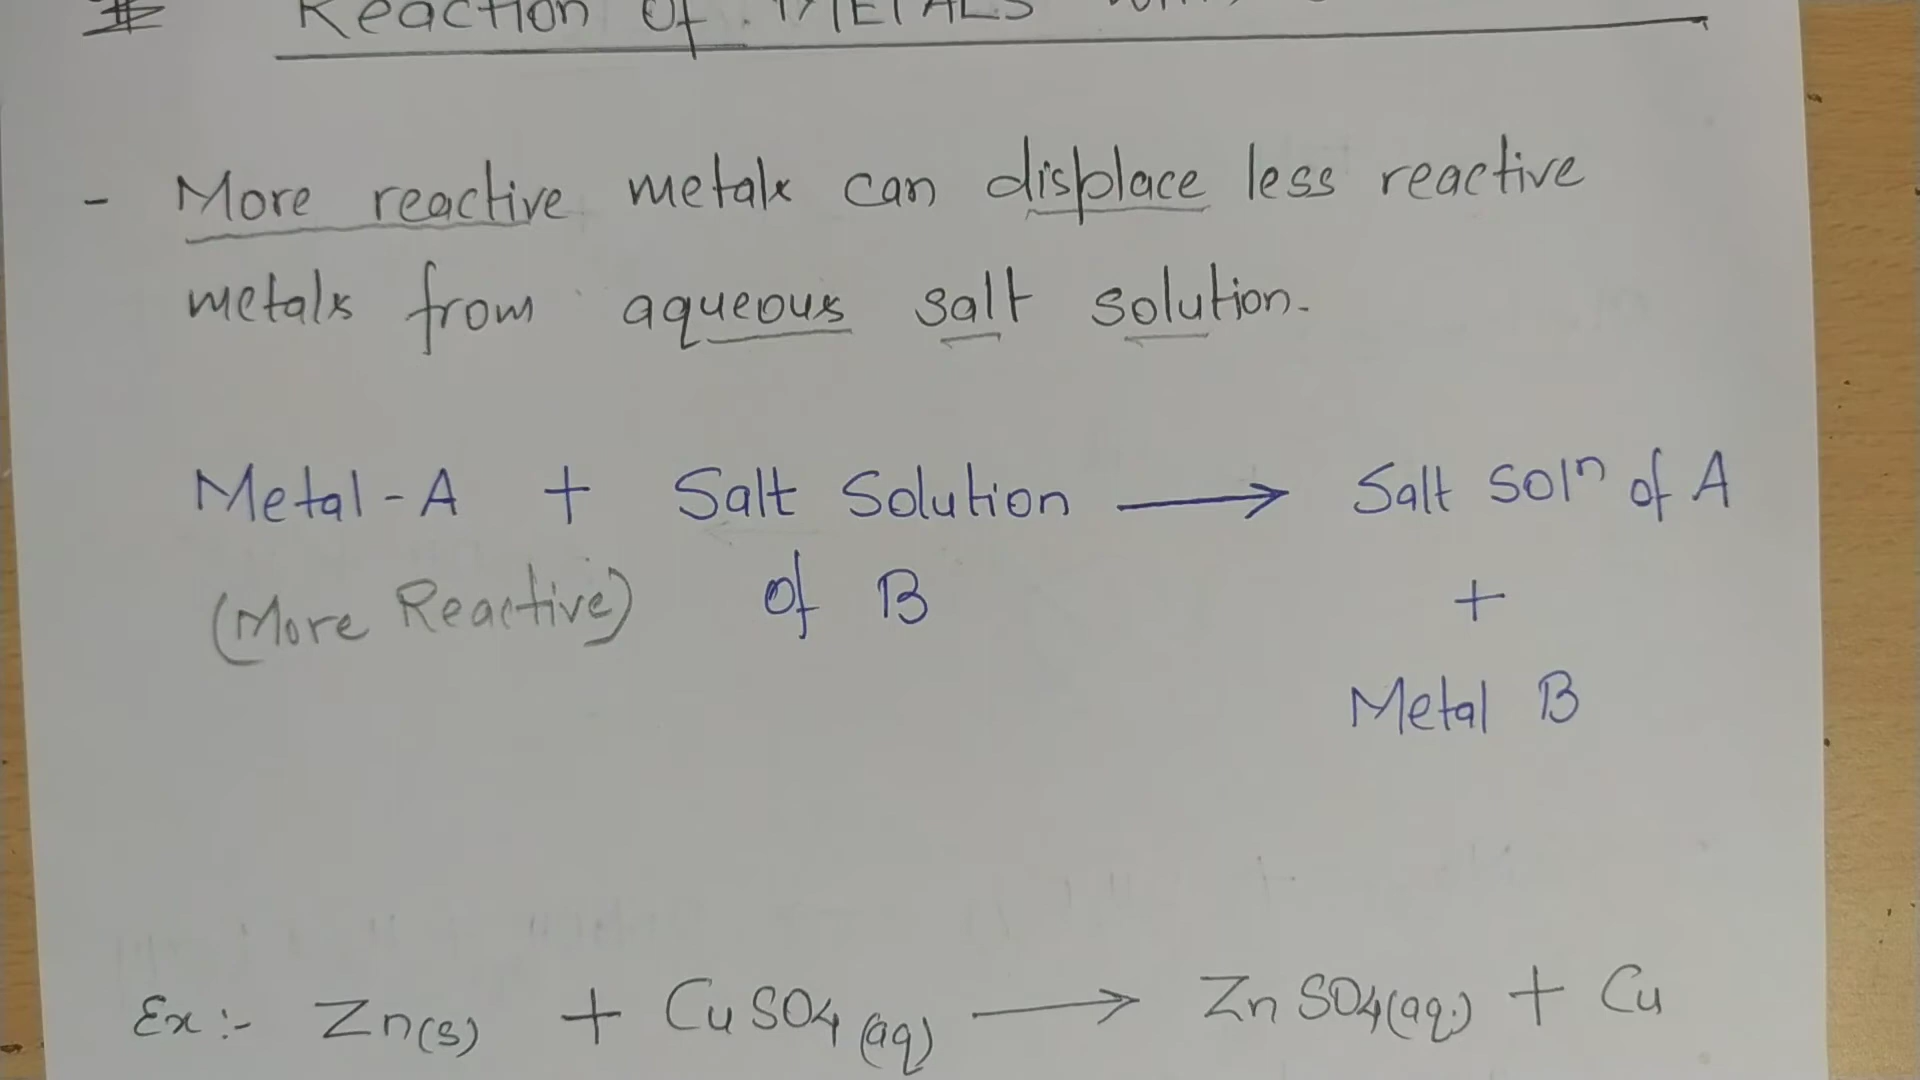 Reaction of METALS
- More reactive metals can displace less reactive
metals from aqueous salt solution.
Metal - A + Salt Solution → Salt Solⁿ of A
(More Reactive) of B +
Metal B
Ex :- Zn(s) + CuSO4 (aq) → ZnSO4(aq.) + Cu